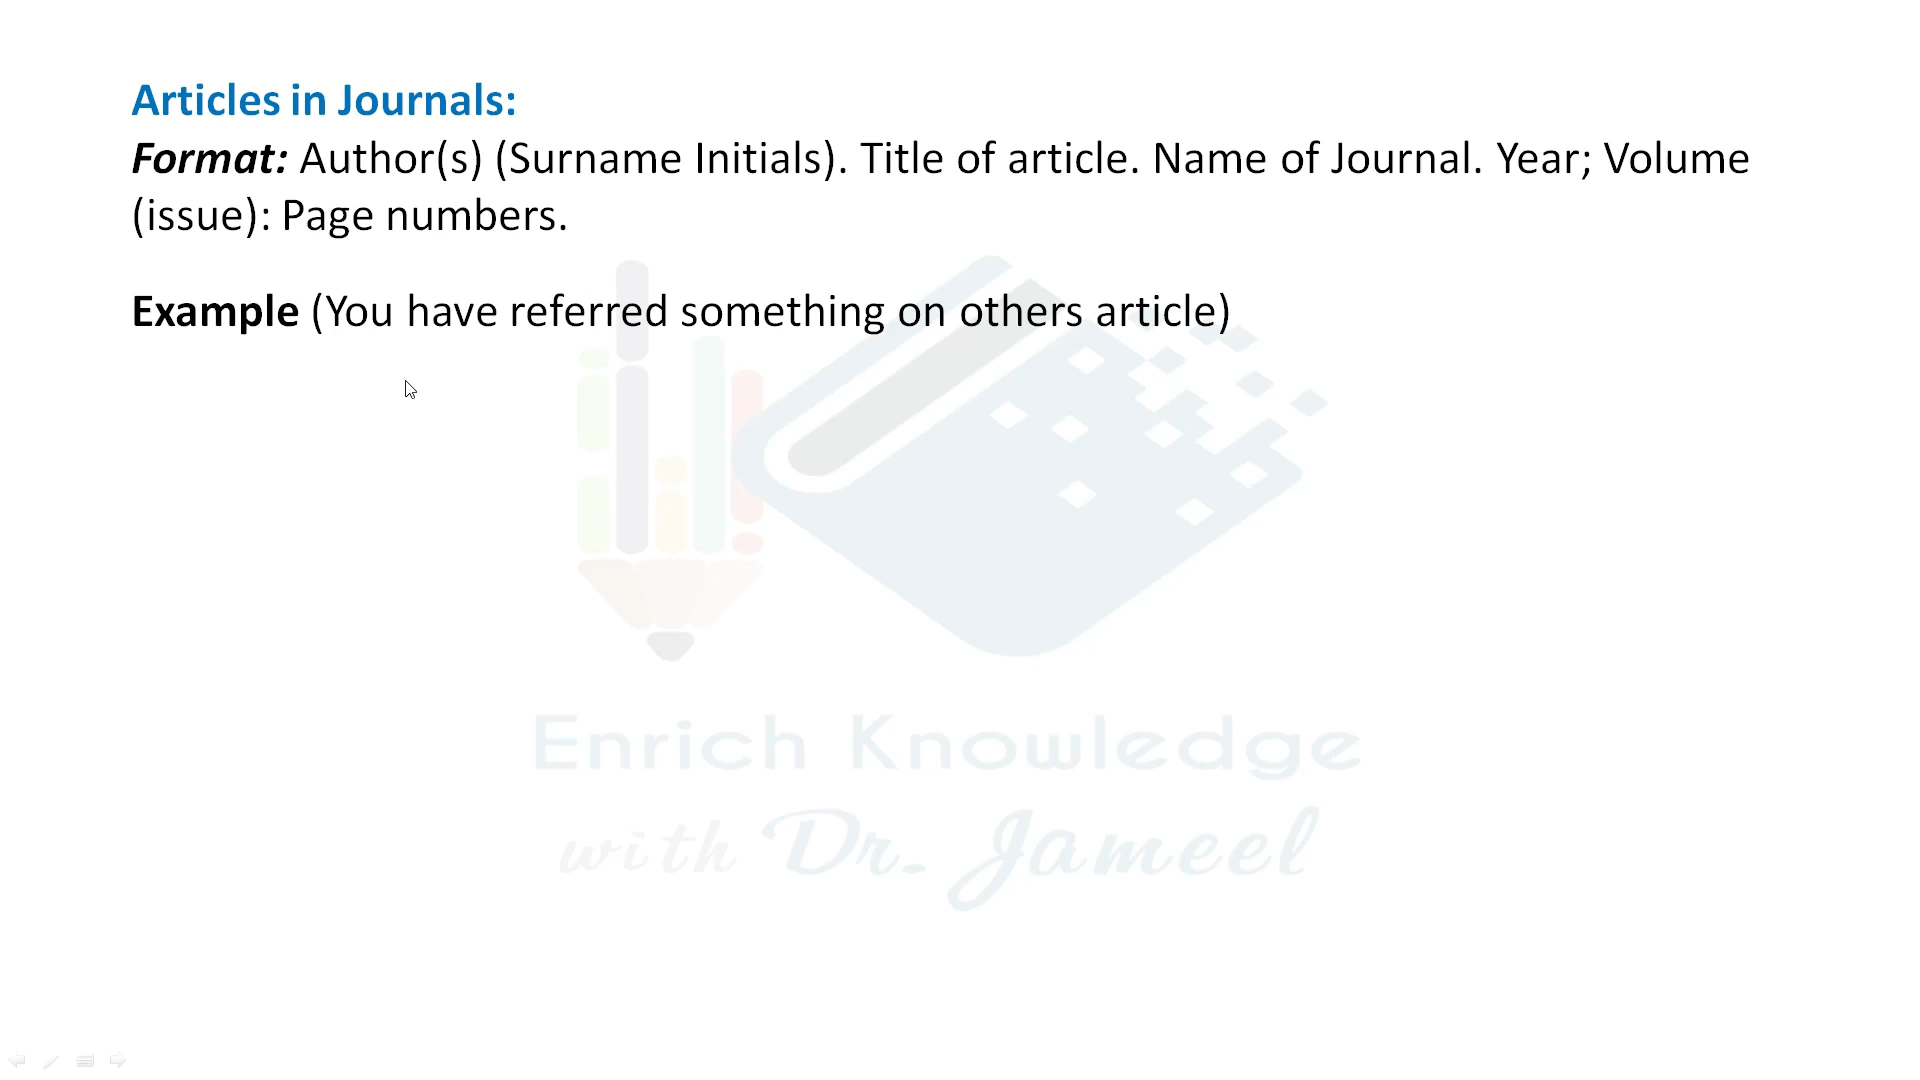 Articles in Journals:
Format: Author(s) (Surname Initials). Title of article. Name of Journal. Year; Volume
(issue): Page numbers.
Example (You have referred something on others article)
Enrich Knowledge
with Dr. Jameel